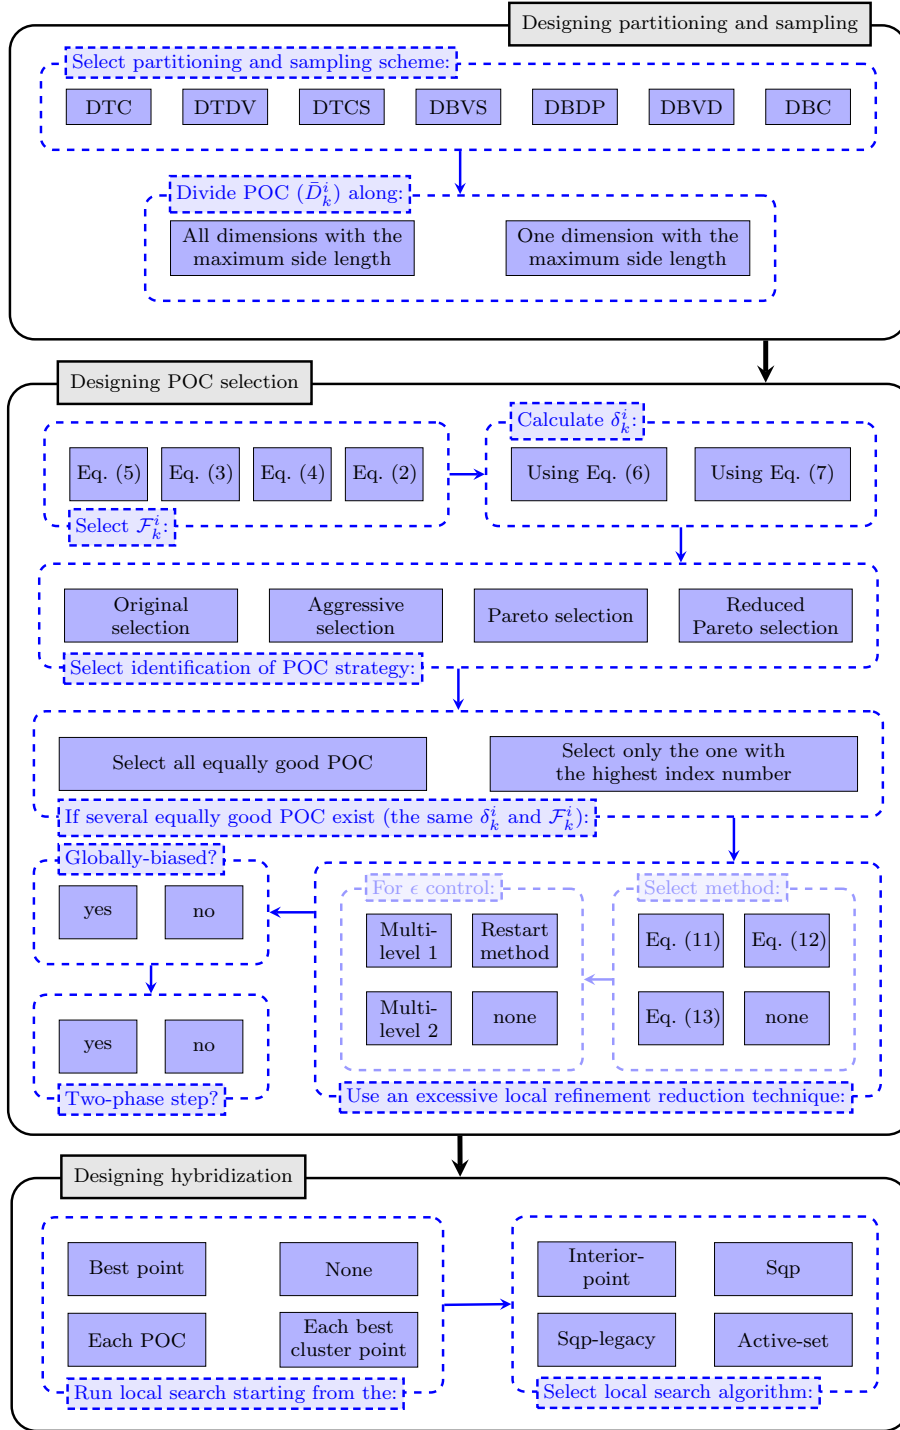 Designing partitioning and sampling
Select partitioning and sampling scheme:
DTC
DTDV
DTCS
DBVS
DBDP
DBVD
DBC
Divide POC (D̄ᵢₖ) along:
All dimensions with the
maximum side length
One dimension with the
maximum side length
Designing POC selection
Eq. (5)
Eq. (3)
Eq. (4)
Eq. (2)
Select ℱᵢₖ:
Calculate δᵢₖ:
Using Eq. (6)
Using Eq. (7)
Original
selection
Aggressive
selection
Pareto selection
Reduced
Pareto selection
Select identification of POC strategy:
Select all equally good POC
Select only the one with
the highest index number
If several equally good POC exist (the same δᵢₖ and ℱᵢₖ):
Globally-biased?
yes
no
yes
no
Two-phase step?
For ϵ control:
Multi-
level 1
Restart
method
Multi-
level 2
none
Select method:
Eq. (11)
Eq. (12)
Eq. (13)
none
Use an excessive local refinement reduction technique:
Designing hybridization
Best point
None
Each POC
Each best
cluster point
Run local search starting from the:
Interior-
point
Sqp
Sqp-legacy
Active-set
Select local search algorithm: